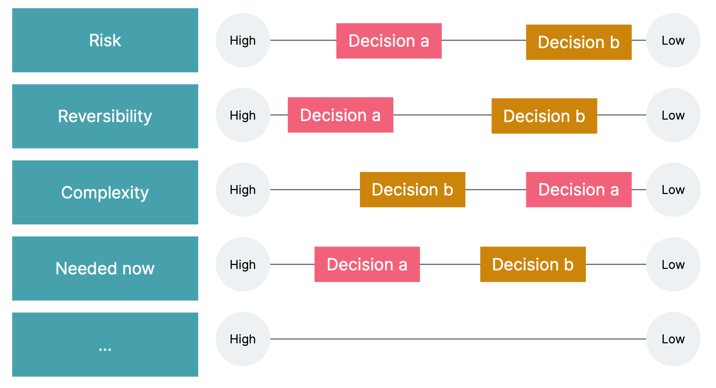 Risk
High
Decision a
Decision b
Low
Reversibility
High
Decision a
Decision b
Low
Complexity
High
Decision b
Decision a
Low
Needed now
High
Decision a
Decision b
Low
...
High
Low